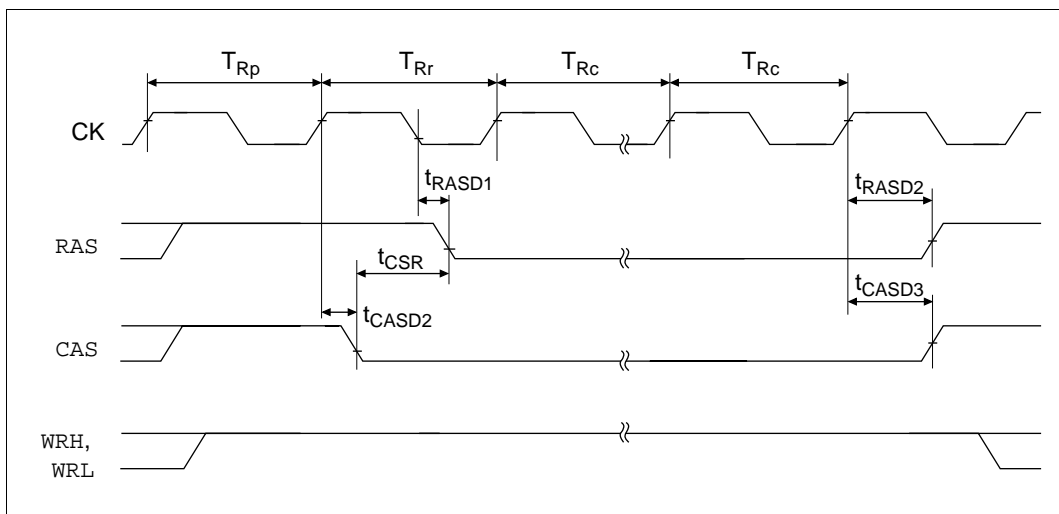 TRp TRr TRc TRc
CK
tRASD1 tRASD2
RAS
tCSR
tCASD2 tCASD3
CAS
WRH,
WRL